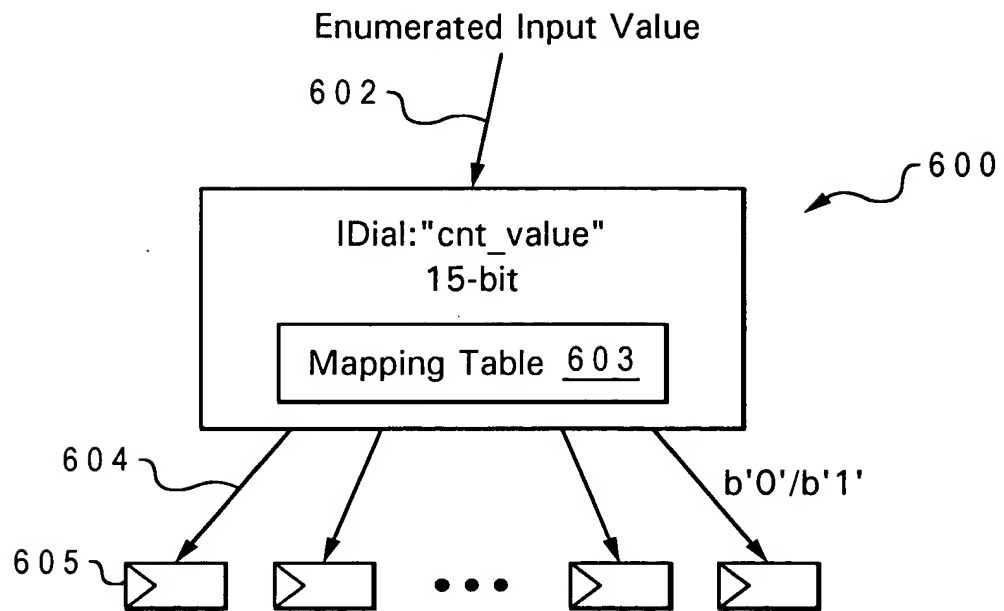 Enumerated Input Value
602
600
IDial:"cnt_value"
15-bit
Mapping Table 603
604
b'0'/b'1'
605